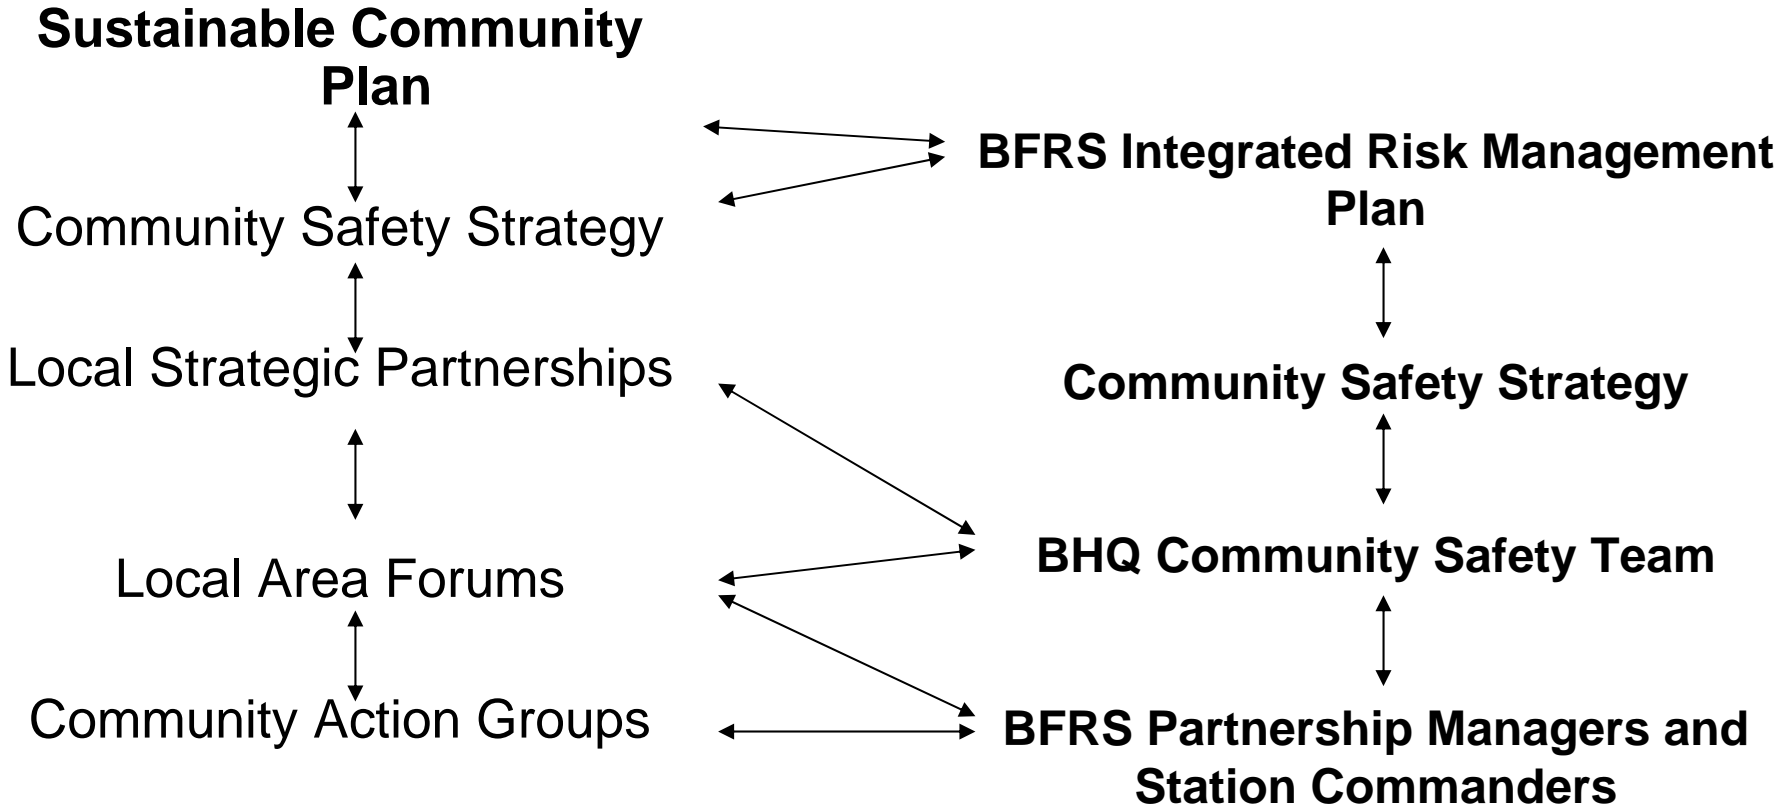 Sustainable Community
Plan
Community Safety Strategy
Local Strategic Partnerships
Local Area Forums
Community Action Groups
BFRS Integrated Risk Management
Plan
Community Safety Strategy
BHQ Community Safety Team
BFRS Partnership Managers and
Station Commanders